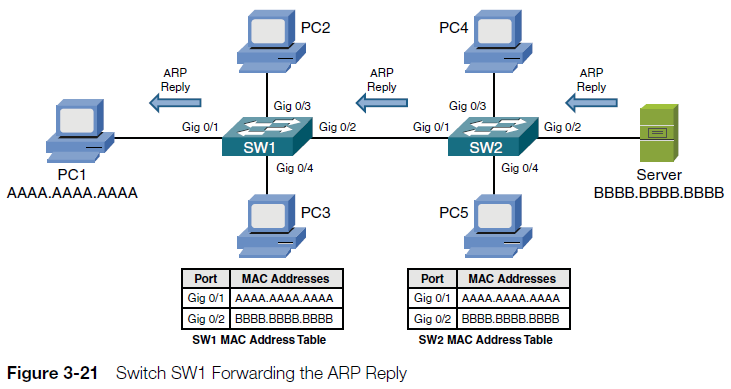 PC2
PC4
ARP
Reply
ARP
Reply
ARP
Reply
Gig 0/3
Gig 0/3
Gig 0/1
Gig 0/2
Gig 0/1
Gig 0/2
SW1
SW2
PC1
AAAA.AAAA.AAAA
Gig 0/4
Gig 0/4
Server
BBBB.BBBB.BBBB
PC3
PC5
Port MAC Addresses
Gig 0/1 AAAA.AAAA.AAAA
Gig 0/2 BBBB.BBBB.BBBB
SW1 MAC Address Table
Port MAC Addresses
Gig 0/1 AAAA.AAAA.AAAA
Gig 0/2 BBBB.BBBB.BBBB
SW2 MAC Address Table
Figure 3-21 Switch SW1 Forwarding the ARP Reply